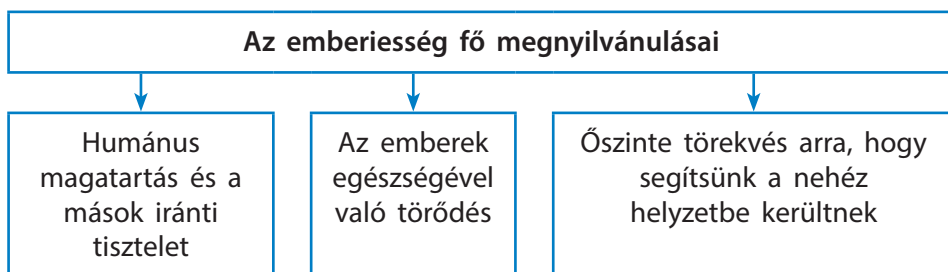 Az emberiesség fő megnyilvánulásai
Humánus
magatartás és a
mások iránti
tisztelet
Az emberek
egészségével
való törődés
Őszinte törekvés arra, hogy
segítsünk a nehéz
helyzetbe kerültnek